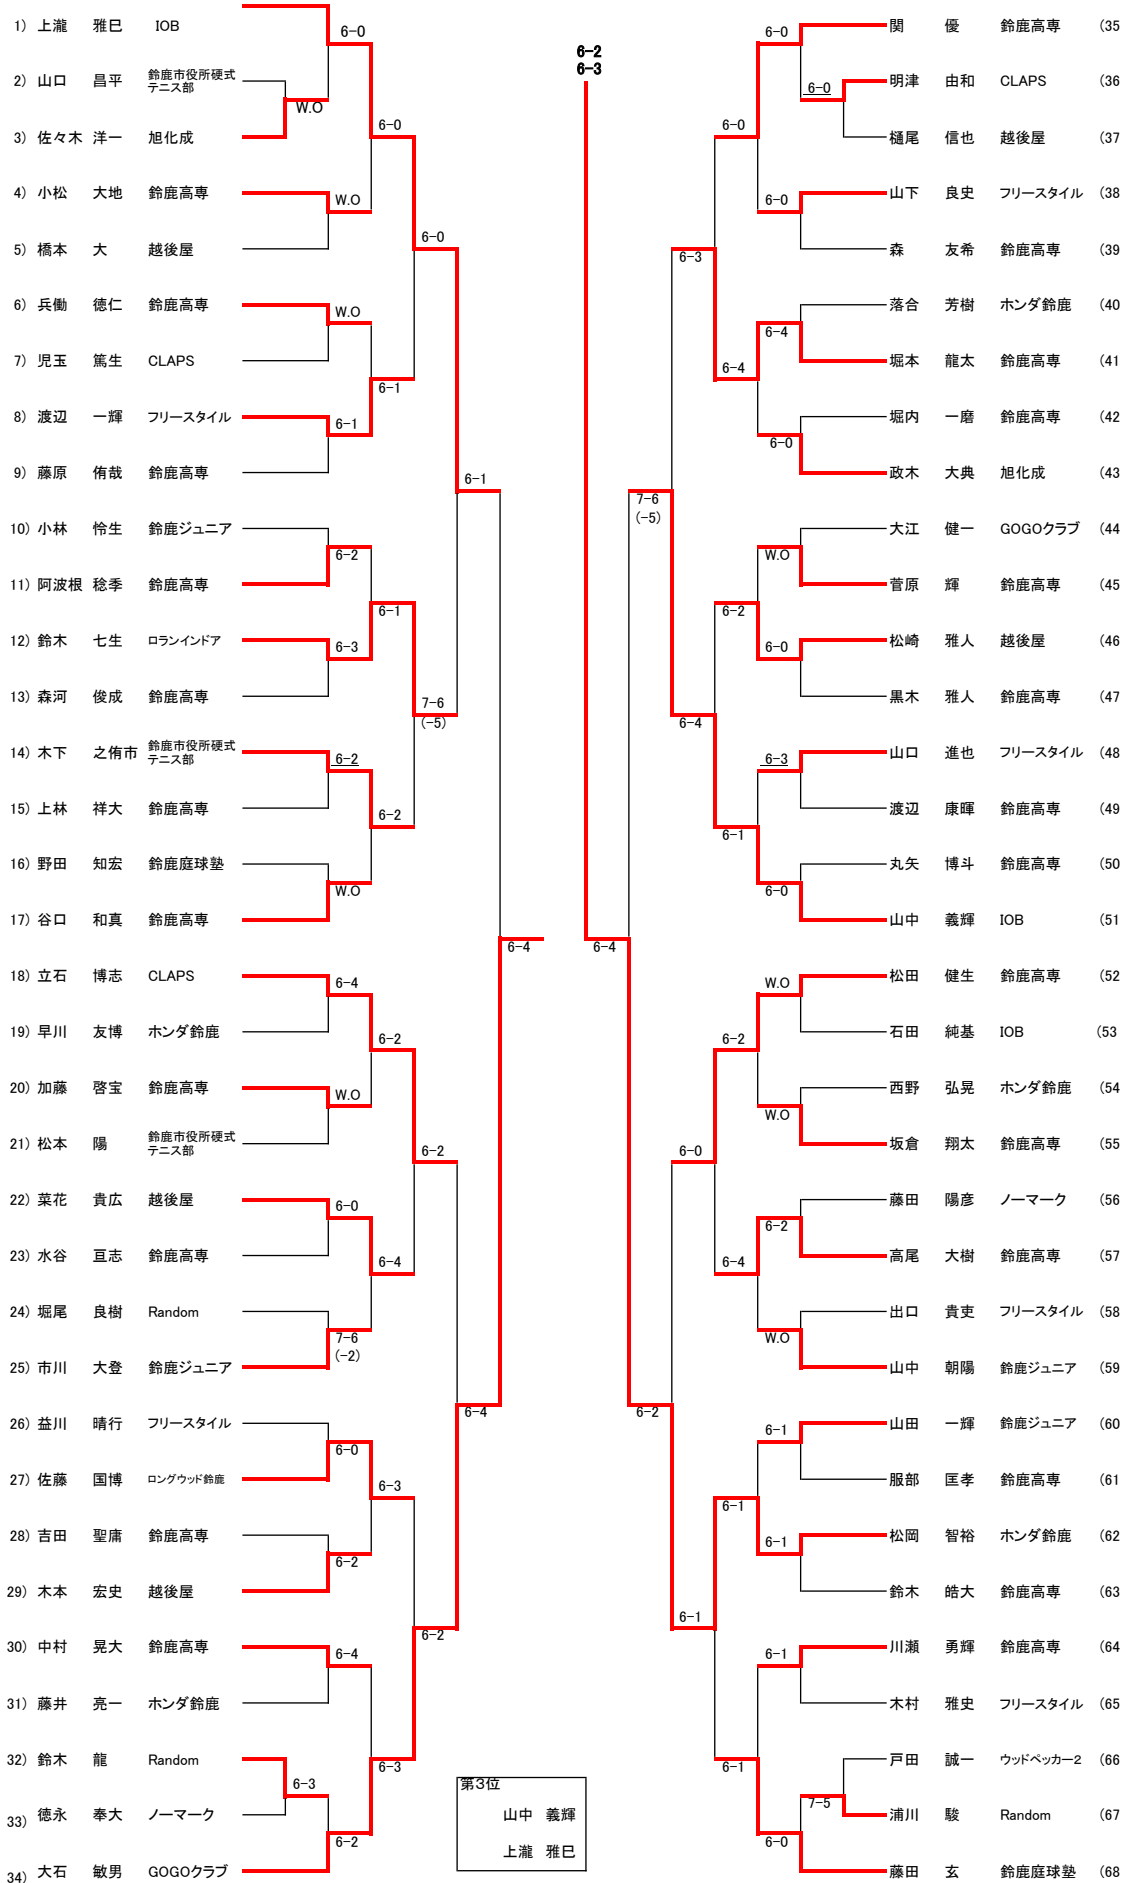 1) 上瀧 雅巳 IOB
6-0
2) 山口 昌平 鈴鹿市役所硬式
テニス部
W.O
3) 佐々木 洋一 旭化成
6-0
4) 小松 大地 鈴鹿高専
W.O
5) 橋本 大 越後屋
6-0
6) 兵働 徳仁 鈴鹿高専
W.O
7) 児玉 篤生 CLAPS
6-1
8) 渡辺 一輝 フリースタイル
6-1
9) 藤原 侑哉 鈴鹿高専
6-1
10) 小林 怜生 鈴鹿ジュニア
6-2
11) 阿波根 稔季 鈴鹿高専
6-1
12) 鈴木 七生 ロランインドア
6-3
13) 森河 俊成 鈴鹿高専
7-6
(-5)
14) 木下 之侑市 鈴鹿市役所硬式
テニス部
6-2
15) 上林 祥大 鈴鹿高専
6-2
16) 野田 知宏 鈴鹿庭球塾
W.O
17) 谷口 和真 鈴鹿高専
6-4
18) 立石 博志 CLAPS
6-4
19) 早川 友博 ホンダ鈴鹿
6-2
20) 加藤 啓宝 鈴鹿高専
W.O
21) 松本 陽 鈴鹿市役所硬式
テニス部
6-2
22) 菜花 貴広 越後屋
6-0
23) 水谷 亘志 鈴鹿高専
6-4
24) 堀尾 良樹 Random
7-6
(-2)
25) 市川 大登 鈴鹿ジュニア
6-4
26) 益川 晴行 フリースタイル
6-0
27) 佐藤 国博 ロングウッド鈴鹿
6-3
28) 吉田 聖庸 鈴鹿高専
6-2
29) 木本 宏史 越後屋
6-2
30) 中村 晃大 鈴鹿高専
6-4
31) 藤井 亮一 ホンダ鈴鹿
6-3
32) 鈴木 龍 Random
6-3
33) 徳永 奉大 ノーマーク
6-2
34) 大石 敏男 GOGOクラブ
6-2
6-3
第3位
山中 義輝
上瀧 雅巳
関 優 鈴鹿高専 (35
6-0
明津 由和 CLAPS (36
6-0
樋尾 信也 越後屋 (37
6-0
山下 良史 フリースタイル (38
6-0
森 友希 鈴鹿高専 (39
6-3
落合 芳樹 ホンダ鈴鹿 (40
6-4
堀本 龍太 鈴鹿高専 (41
6-4
堀内 一磨 鈴鹿高専 (42
6-0
政木 大典 旭化成 (43
7-6
(-5)
大江 健一 GOGOクラブ (44
W.O
菅原 輝 鈴鹿高専 (45
6-2
松崎 雅人 越後屋 (46
6-0
黒木 雅人 鈴鹿高専 (47
6-4
山口 進也 フリースタイル (48
6-3
渡辺 康暉 鈴鹿高専 (49
6-1
丸矢 博斗 鈴鹿高専 (50
6-0
山中 義輝 IOB (51
6-4
松田 健生 鈴鹿高専 (52
W.O
石田 純基 IOB (53
6-2
西野 弘晃 ホンダ鈴鹿 (54
W.O
坂倉 翔太 鈴鹿高専 (55
6-0
藤田 陽彦 ノーマーク (56
6-2
高尾 大樹 鈴鹿高専 (57
6-4
出口 貴吏 フリースタイル (58
W.O
山中 朝陽 鈴鹿ジュニア (59
6-2
山田 一輝 鈴鹿ジュニア (60
6-1
服部 匡孝 鈴鹿高専 (61
6-1
松岡 智裕 ホンダ鈴鹿 (62
6-1
鈴木 皓大 鈴鹿高専 (63
6-1
川瀬 勇輝 鈴鹿高専 (64
6-1
木村 雅史 フリースタイル (65
6-1
戸田 誠一 ウッドペッカー2 (66
7-5
浦川 駿 Random (67
6-0
藤田 玄 鈴鹿庭球塾 (68